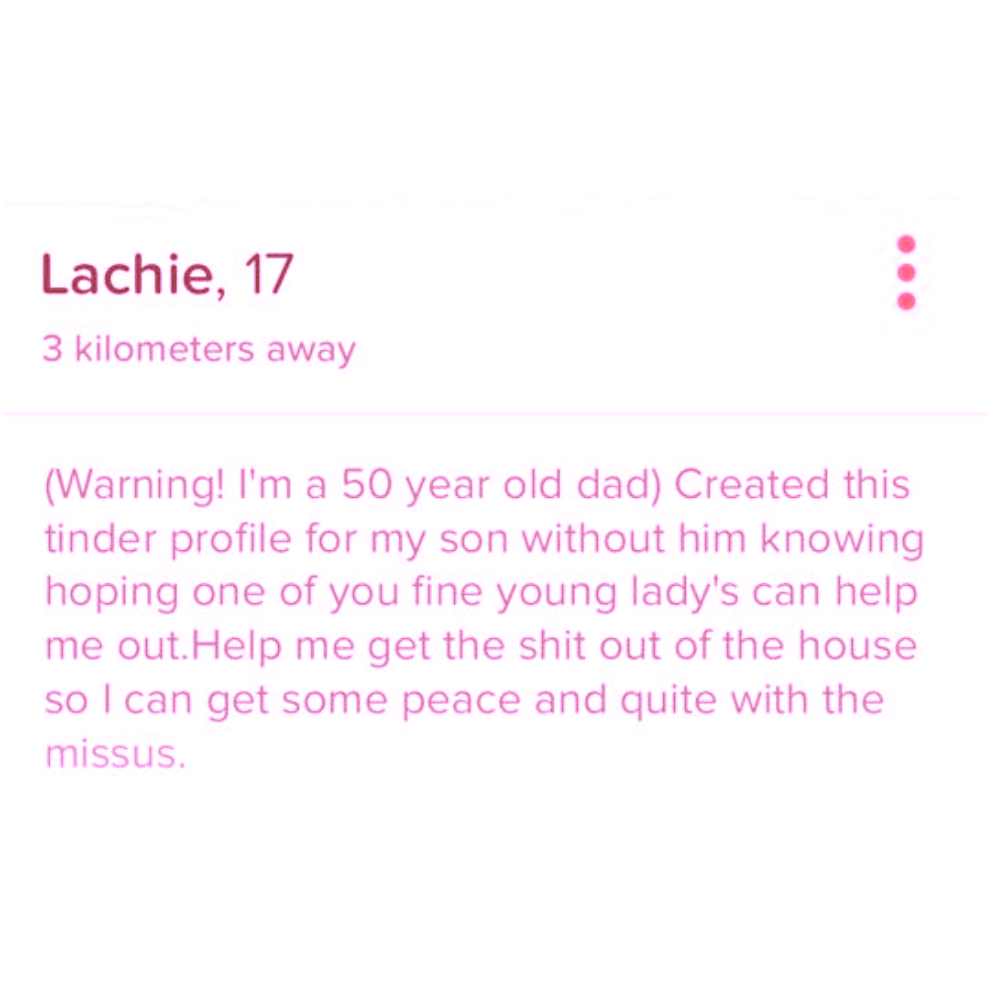 Lachie, 17
3 kilometers away
(Warning! I'm a 50 year old dad) Created this
tinder profile for my son without him knowing
hoping one of you fine young lady's can help
me out.Help me get the shit out of the house
so I can get some peace and quite with the
missus.